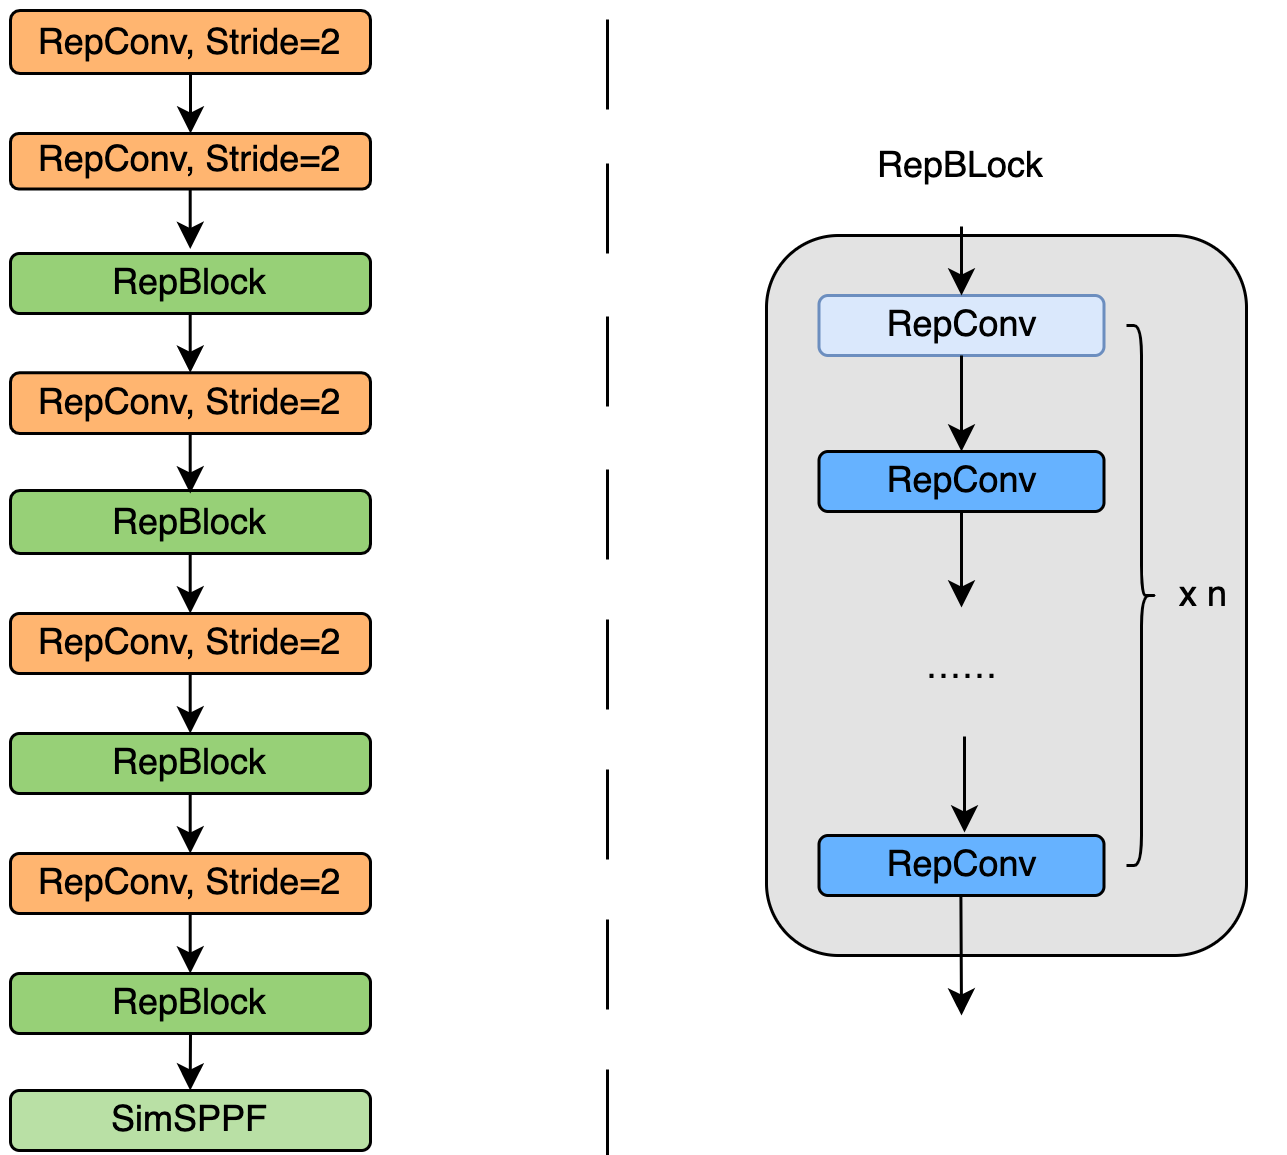 RepConv, Stride=2
RepConv, Stride=2
RepBlock
RepConv, Stride=2
RepBlock
RepConv, Stride=2
RepBlock
RepConv, Stride=2
RepBlock
SimSPPF
RepBLock
RepConv
RepConv
......
RepConv
x n